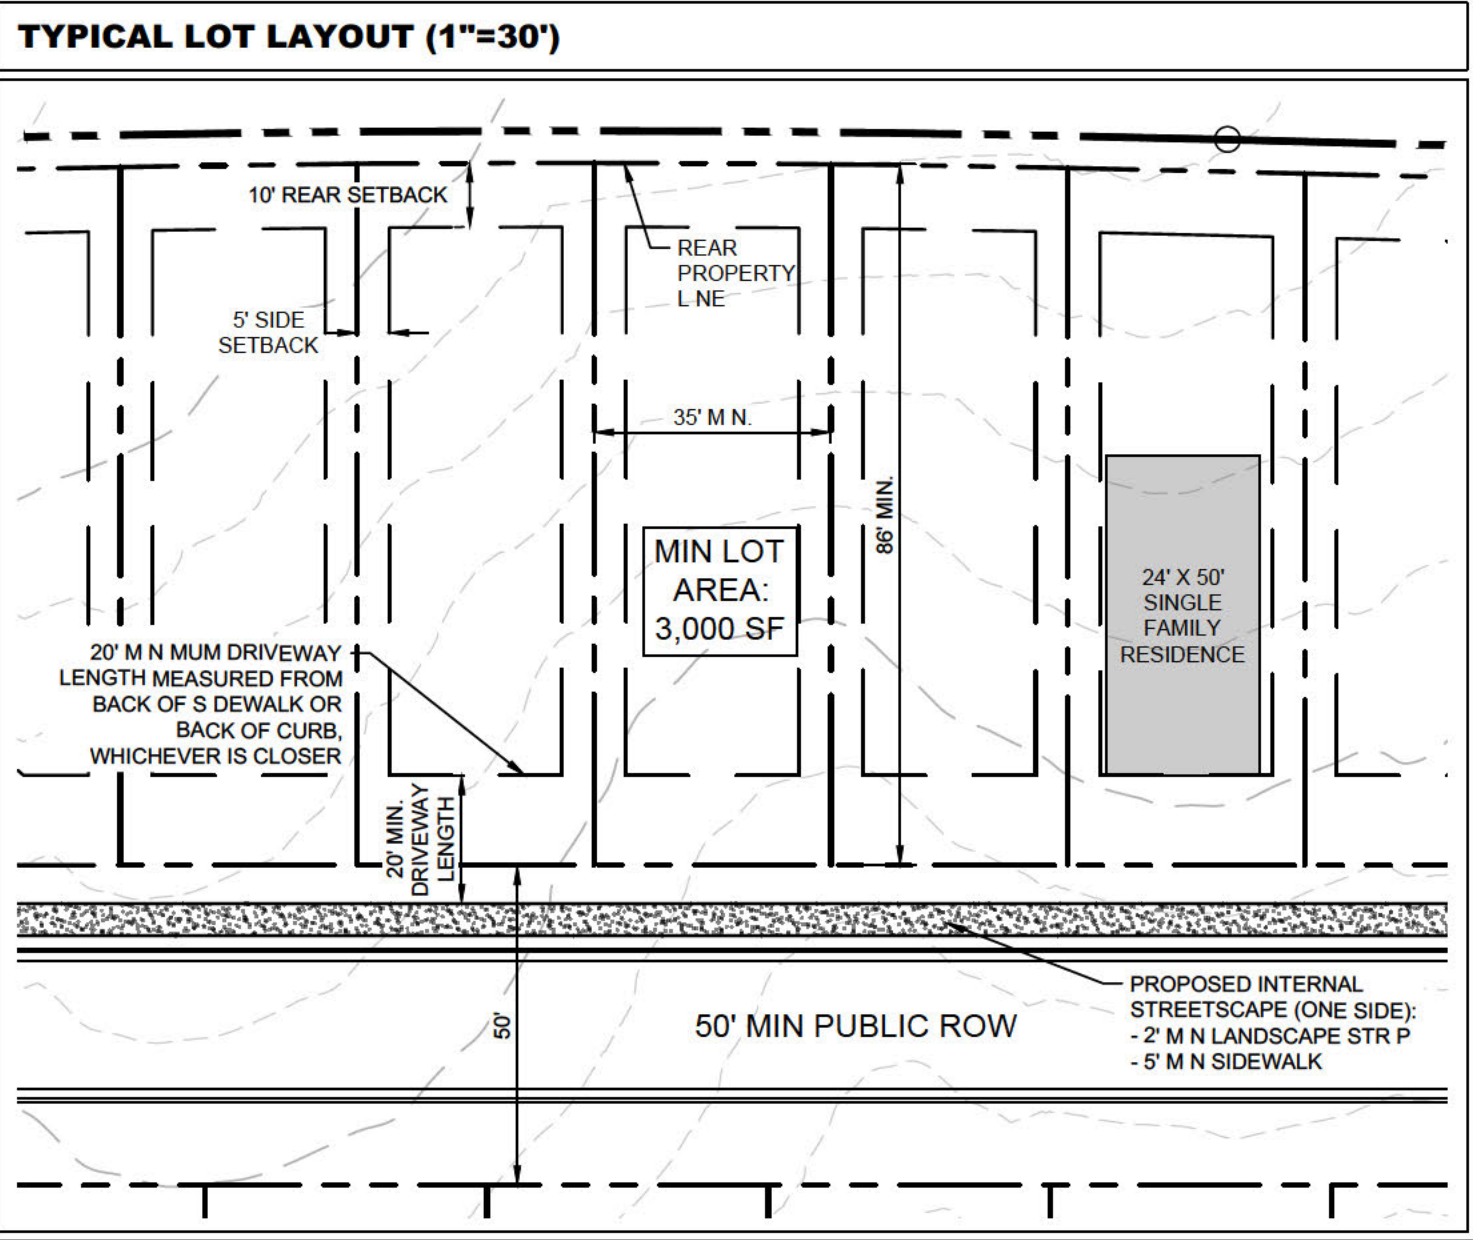 TYPICAL LOT LAYOUT (1"=30')
10' REAR SETBACK
REAR
PROPERTY
L NE
5' SIDE
SETBACK
35' M N.
86' MIN.
MIN LOT
AREA:
3,000 SF
24' X 50'
SINGLE
FAMILY
RESIDENCE
20' M N MUM DRIVEWAY
LENGTH MEASURED FROM
BACK OF S DEWALK OR
BACK OF CURB,
WHICHEVER IS CLOSER
20' MIN.
DRIVEWAY
LENGTH
50'
50' MIN PUBLIC ROW
PROPOSED INTERNAL
STREETSCAPE (ONE SIDE):
- 2' M N LANDSCAPE STR P
- 5' M N SIDEWALK